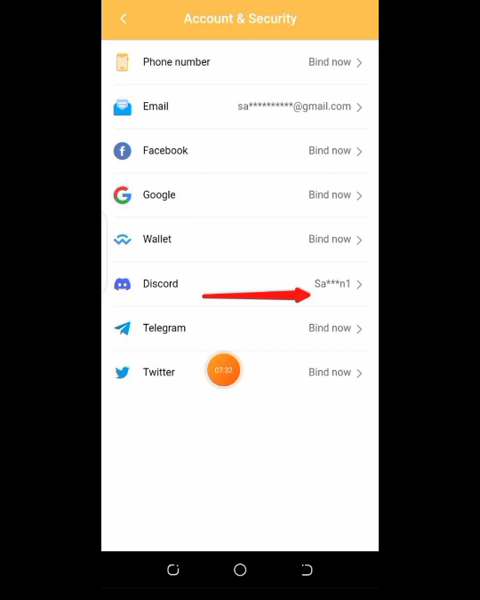 Account & Security
Phone number Bind now
Email sa**********@gmail.com
Facebook Bind now
Google Bind now
Wallet Bind now
Discord Sa***n1
Telegram Bind now
Twitter Bind now
07:32